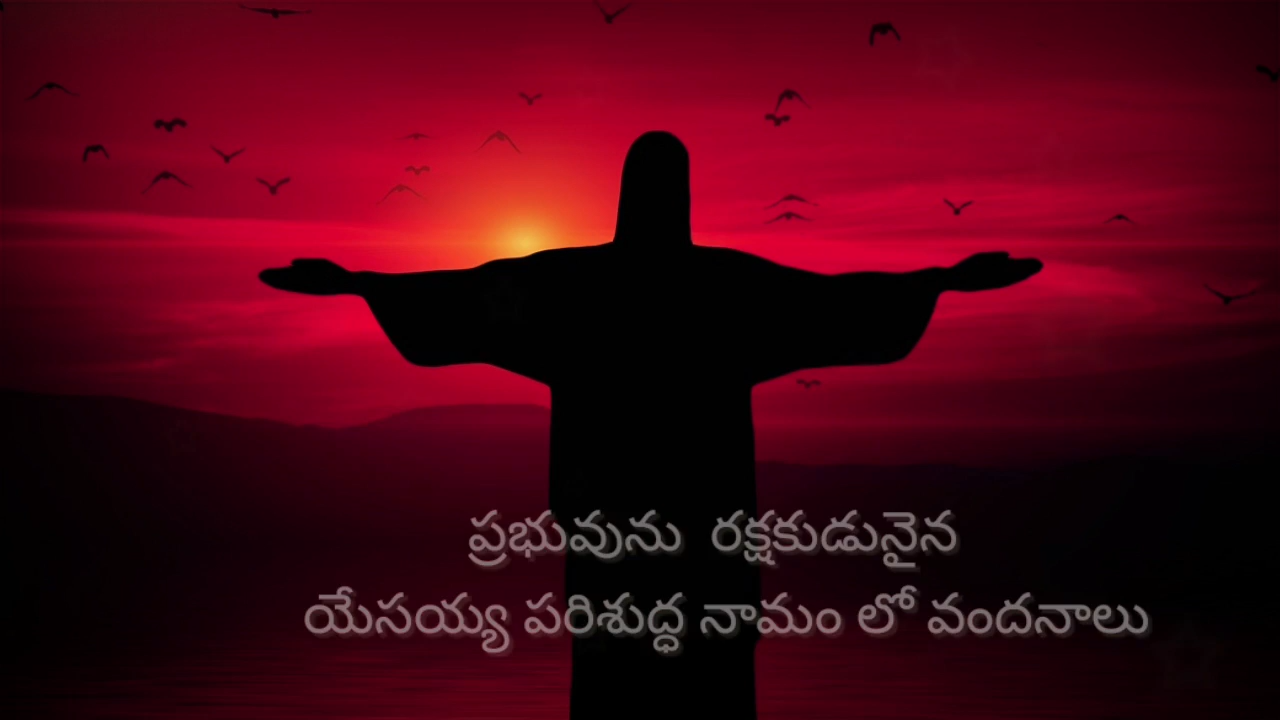 ప్రభువును  రక్షకుడునైన
యేసయ్య పరిశుద్ధ నామం లో వందనాలు